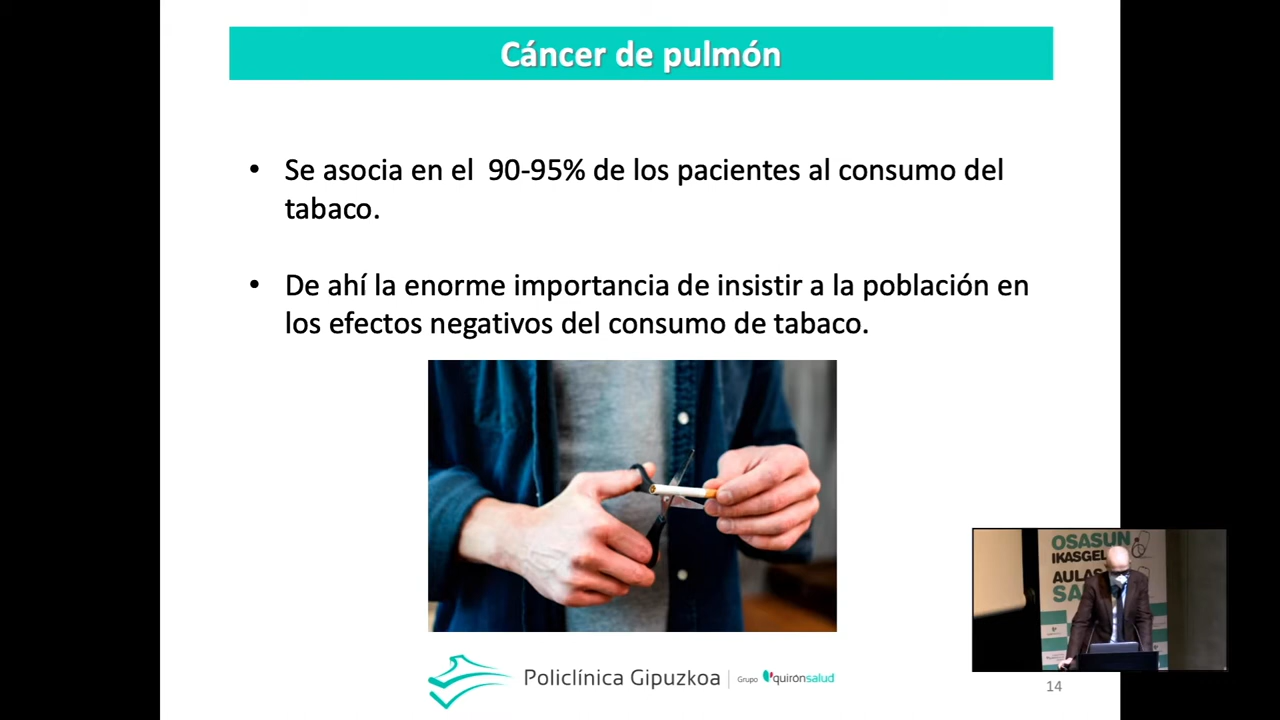 Cáncer de pulmón
• Se asocia en el 90-95% de los pacientes al consumo del
tabaco.
• De ahí la enorme importancia de insistir a la población en
los efectos negativos del consumo de tabaco.
OSASUN
IKASGEL
AULAS
SA
Policlínica Gipuzkoa
Grupo quirónsalud
14